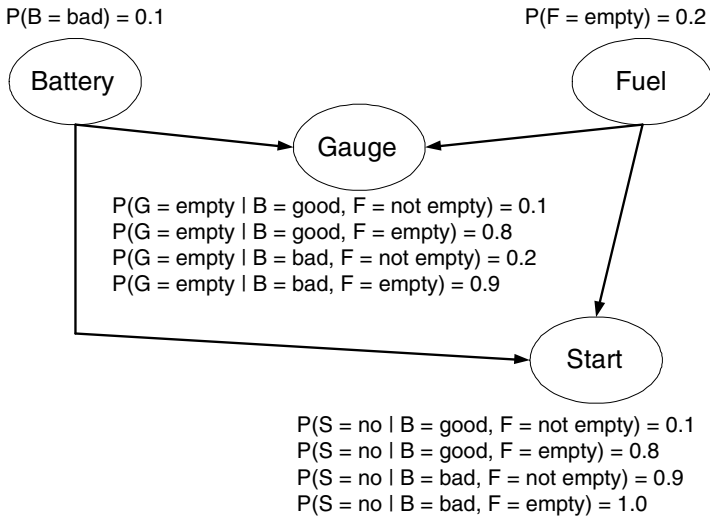 P(B = bad) = 0.1
P(F = empty) = 0.2
Battery
Fuel
Gauge
P(G = empty | B = good, F = not empty) = 0.1
P(G = empty | B = good, F = empty) = 0.8
P(G = empty | B = bad, F = not empty) = 0.2
P(G = empty | B = bad, F = empty) = 0.9
Start
P(S = no | B = good, F = not empty) = 0.1
P(S = no | B = good, F = empty) = 0.8
P(S = no | B = bad, F = not empty) = 0.9
P(S = no | B = bad, F = empty) = 1.0